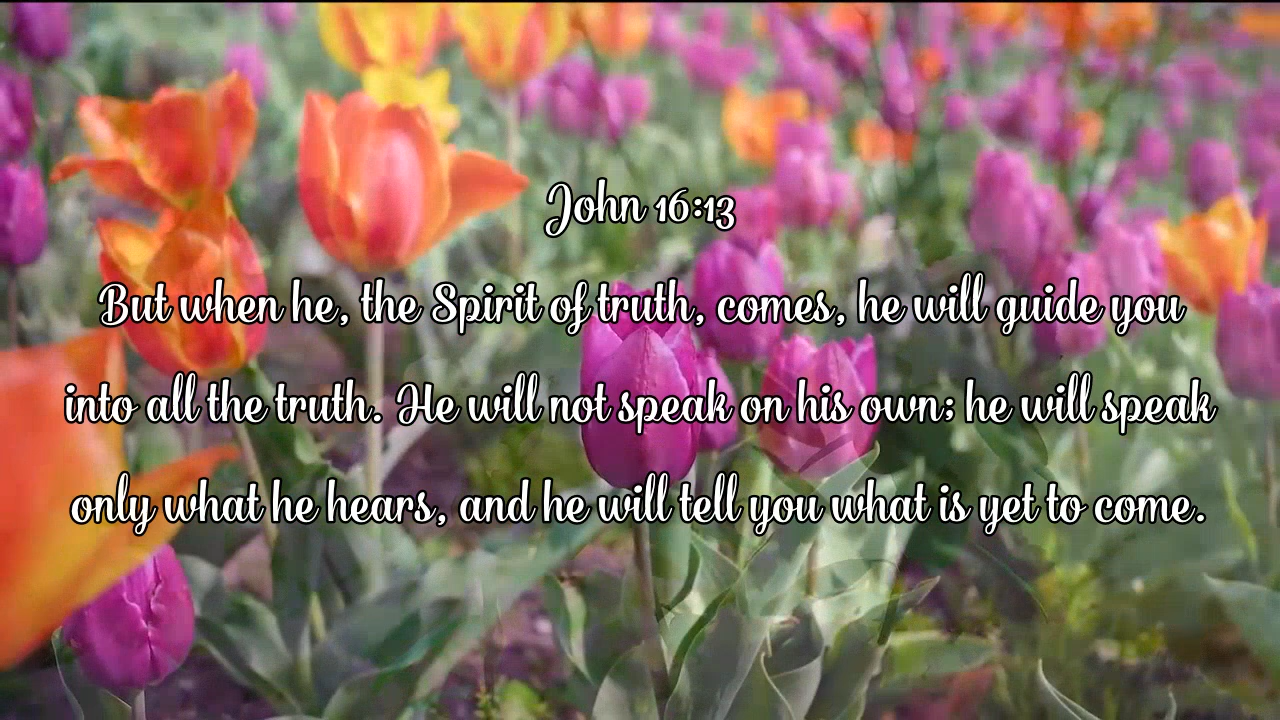 John 16:13
But when he, the Spirit of truth, comes, he will guide you
into all the truth. He will not speak on his own; he will speak
only what he hears, and he will tell you what is yet to come.